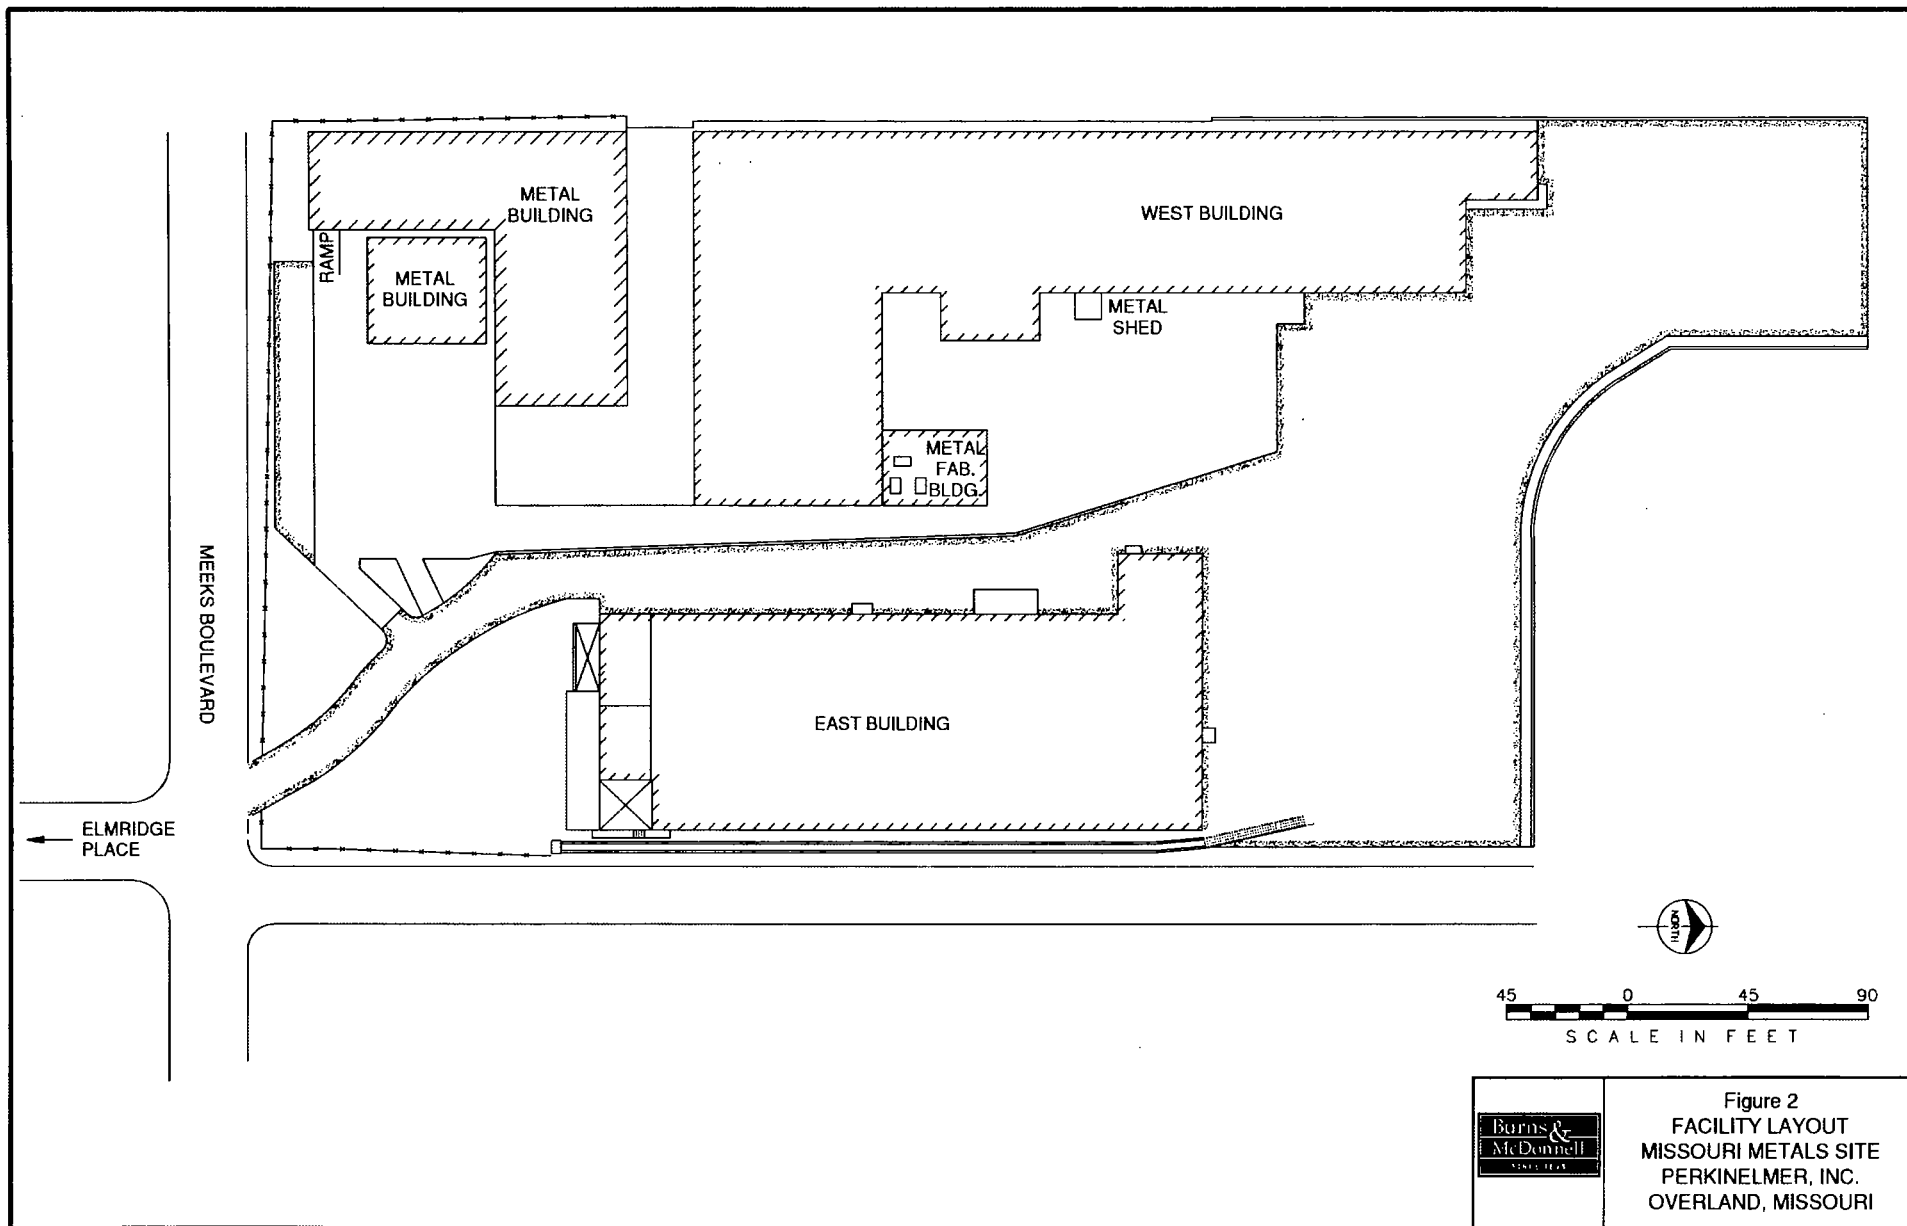 METAL
BUILDING
WEST BUILDING
RAMP
METAL
BUILDING
METAL
SHED
METAL
FAB.
BLDG.
MEEKS BOULEVARD
EAST BUILDING
ELMRIDGE
PLACE
NORTH
45 0 45 90
SCALE IN FEET
Burns &
McDonnell
Figure 2
FACILITY LAYOUT
MISSOURI METALS SITE
PERKINELMER, INC.
OVERLAND, MISSOURI